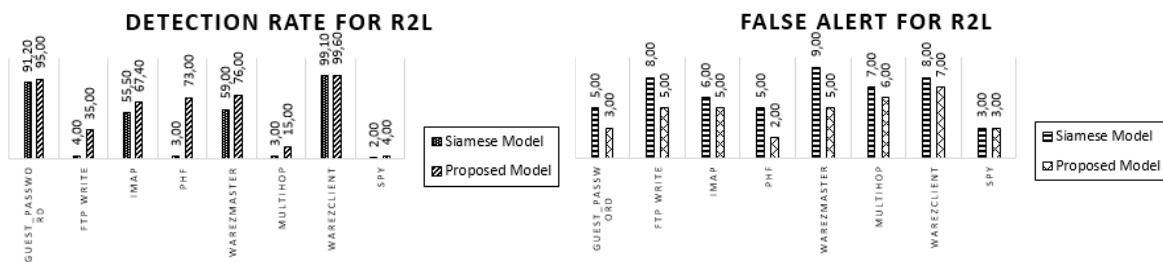 DETECTION RATE FOR R2L
91,20
95,00
4,00
35,00
55,50
67,40
3,00
73,00
59,00
76,00
3,00
15,00
99,10
99,60
2,00
4,00
GUEST_PASSWO
RD
FTP WRITE
IMAP
PHF
WAREZMASTER
MULTIHOP
WAREZCLIENT
SPY
Siamese Model
Proposed Model
FALSE ALERT FOR R2L
5,00
3,00
8,00
5,00
6,00
5,00
5,00
2,00
9,00
5,00
7,00
6,00
8,00
7,00
3,00
3,00
GUEST_PASSW
ORD
FTP WRITE
IMAP
PHF
WAREZMASTER
MULTIHOP
WAREZCLIENT
SPY
Siamese Model
Proposed Model